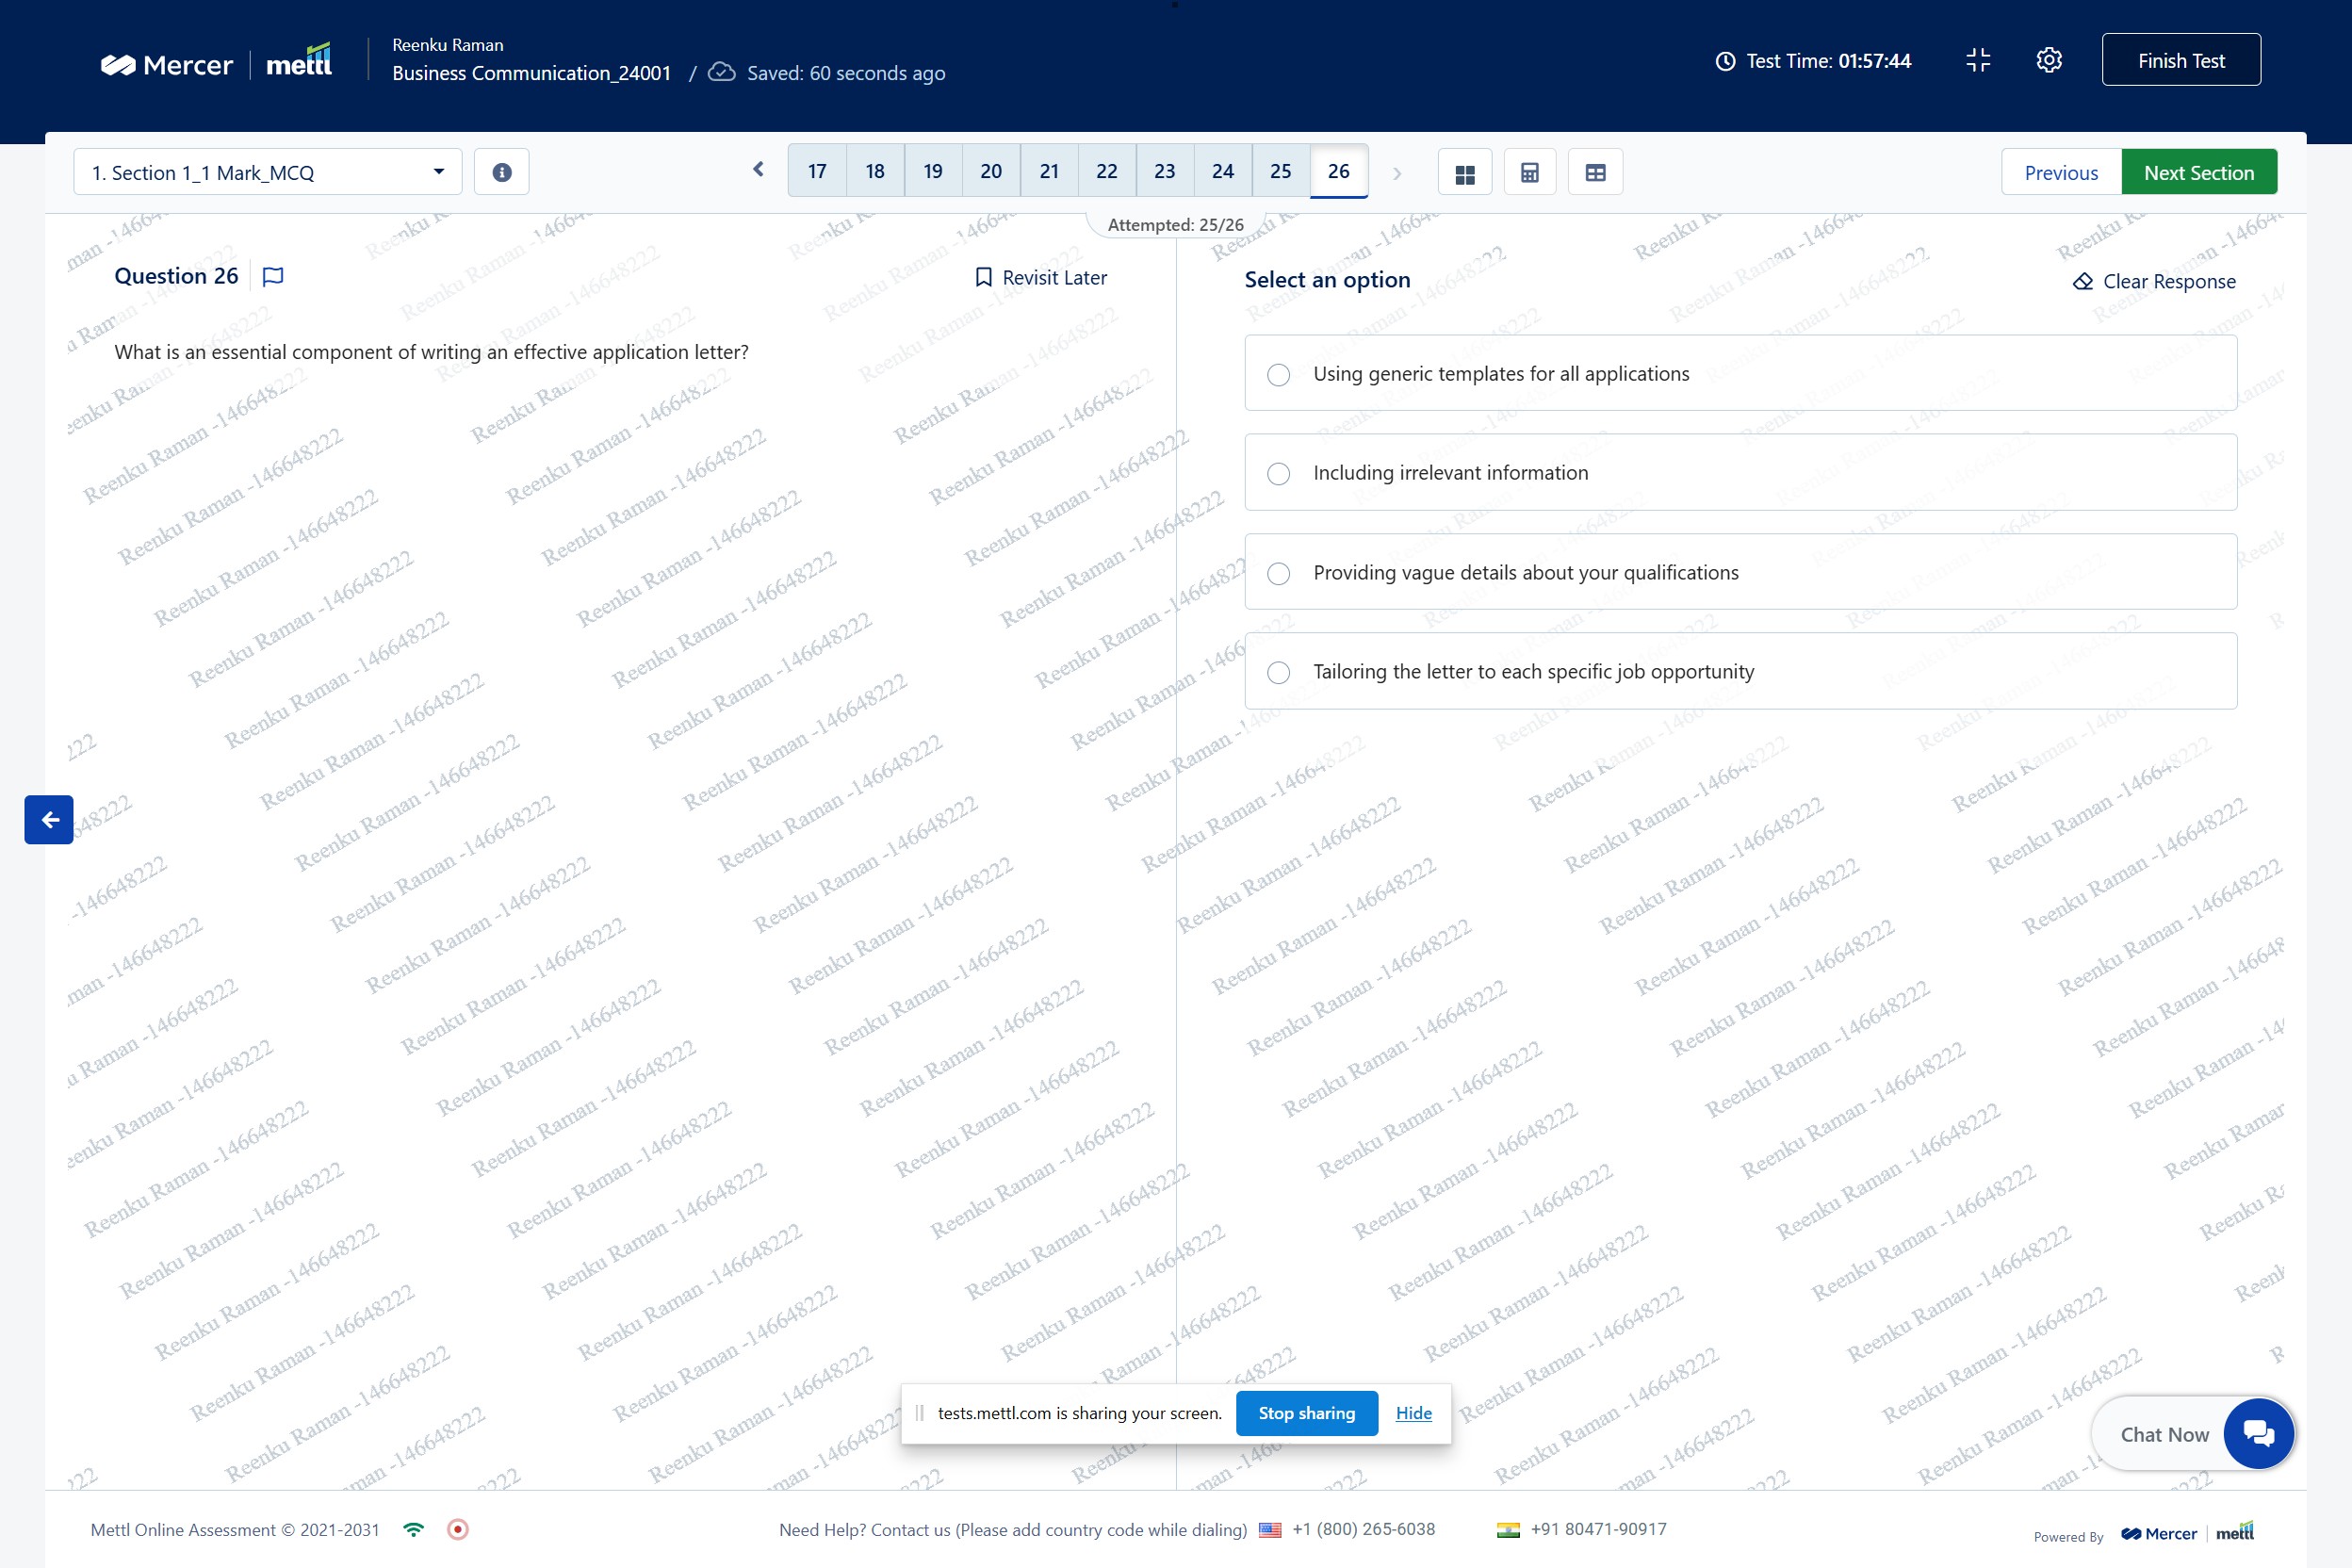 Mercer | mettl
Reenku Raman
Business Communication_24001 / Saved: 60 seconds ago
Test Time: 01:57:44
Finish Test
1. Section 1_1 Mark_MCQ
17 18 19 20 21 22 23 24 25 26
Previous
Next Section
Attempted: 25/26
Question 26
Revisit Later
What is an essential component of writing an effective application letter?
Select an option
Clear Response
Using generic templates for all applications
Including irrelevant information
Providing vague details about your qualifications
Tailoring the letter to each specific job opportunity
Reenku Raman -146648222
tests.mettl.com is sharing your screen.
Stop sharing
Hide
Chat Now
Mettl Online Assessment © 2021-2031
Need Help? Contact us (Please add country code while dialing) +1 (800) 265-6038 +91 80471-90917
Powered By Mercer | mettl